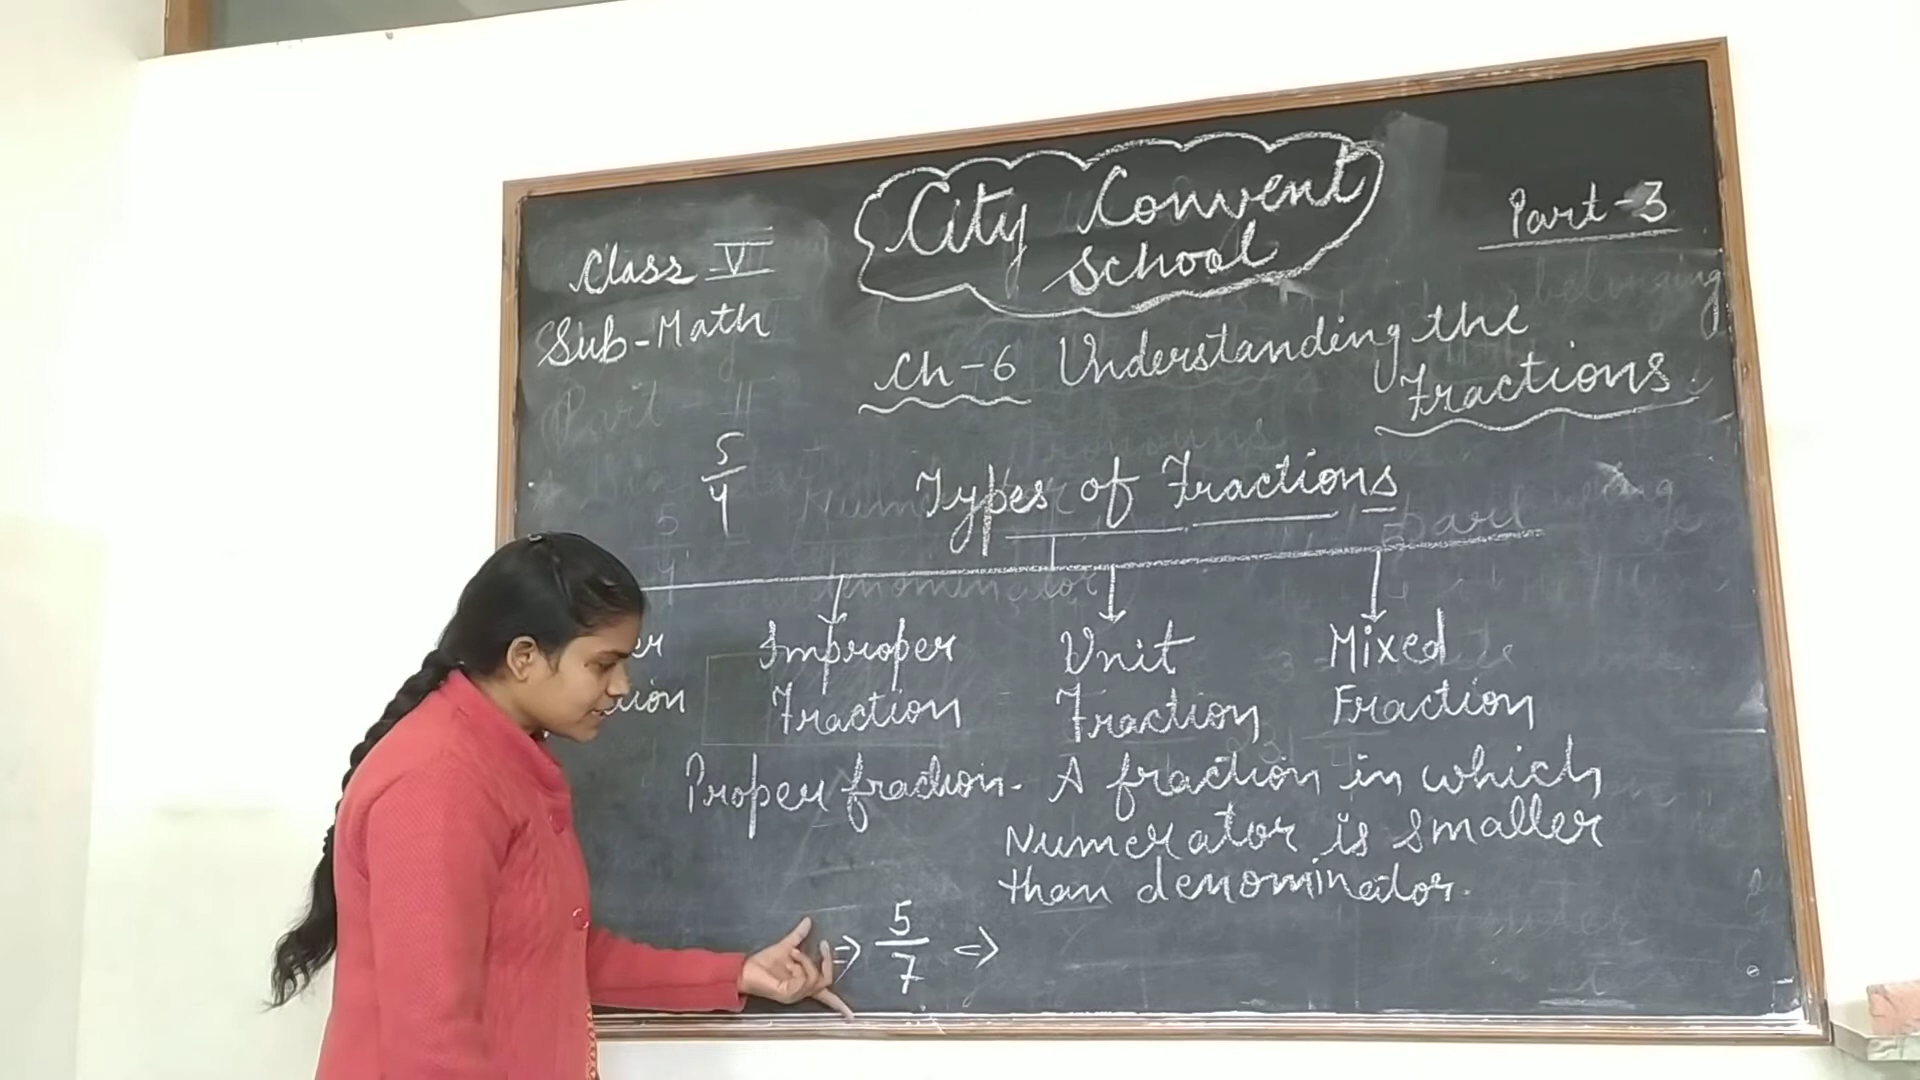 City Convent
School
Part-3
Class V
Sub-Math
Ch-6 Understanding the
Fractions.
5
4
Types of Fractions
Improper
Fraction
Unit
Fraction
Mixed
Fraction
Proper fraction - A fraction in which
Numerator is smaller
than denominator.
⇒ 5/7 ⇒